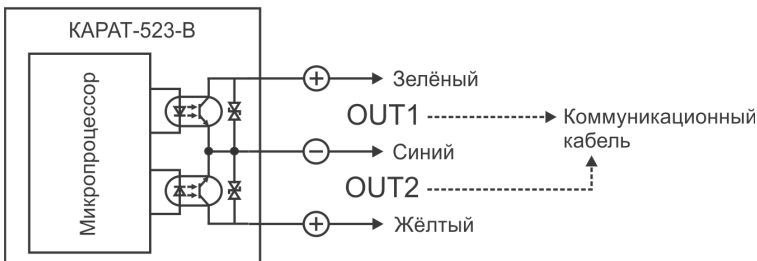 КАРАТ-523-В
Микропроцессор
+
Зелёный
OUT1
Коммуникационный
кабель
−
Синий
OUT2
+
Жёлтый